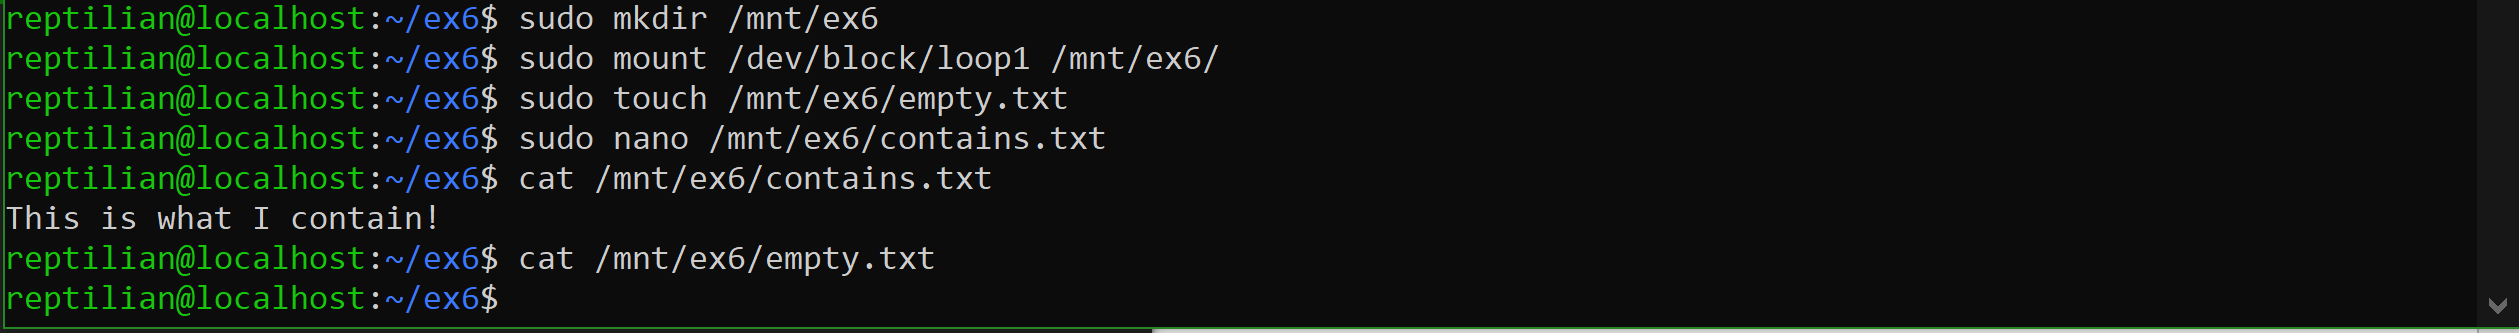 reptilian@localhost:~/ex6$ sudo mkdir /mnt/ex6
reptilian@localhost:~/ex6$ sudo mount /dev/block/loop1 /mnt/ex6/
reptilian@localhost:~/ex6$ sudo touch /mnt/ex6/empty.txt
reptilian@localhost:~/ex6$ sudo nano /mnt/ex6/contains.txt
reptilian@localhost:~/ex6$ cat /mnt/ex6/contains.txt
This is what I contain!
reptilian@localhost:~/ex6$ cat /mnt/ex6/empty.txt
reptilian@localhost:~/ex6$